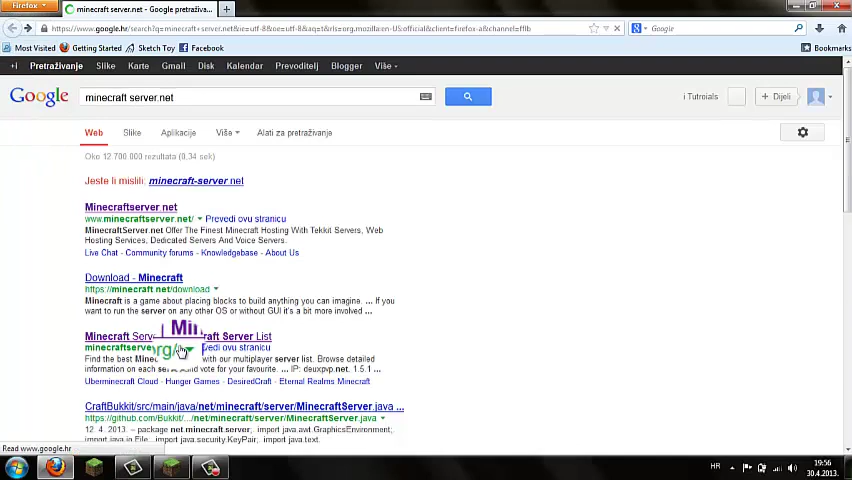 Firefox
minecraft server.net - Google pretraživa...
https://www.google.hr/search?q=minecraft+server.net&ie=utf-8&oe=utf-8&aq=t&rls=org.mozilla:en-US:official&client=firefox-a&channel=fflb
Google
Most Visited Getting Started Sketch Toy Facebook
Bookmarks
+i Pretraživanje Slike Karte Gmail Disk Kalendar Prevoditelj Blogger Više
Google
minecraft server.net
i Tutroials
+ Dijeli
Web Slike Aplikacije Više Alati za pretraživanje
Oko 12.700.000 rezultata (0,34 sek)
Jeste li mislili: minecraft-server.net
Minecraftserver.net
www.minecraftserver.net/ Prevedi ovu stranicu
MinecraftServer.net Offer The Finest Minecraft Hosting With Tekkit Servers, Web
Hosting Services, Dedicated Servers And Voice Servers.
Live Chat - Community forums - Knowledgebase - About Us
Download - Minecraft
https://minecraft.net/download
Minecraft is a game about placing blocks to build anything you can imagine. ... If you
want to run the server on any other OS or without GUI it's a bit more involved ...
Min
Minecraft Server List
minecraftserve org/ Prevedi ovu stranicu
Find the best with our multiplayer server list. Browse detailed
information on each vote for your favourite. ... IP: deuxpvp.net. 1.5.1 ...
Uberminecraft Cloud - Hunger Games - DesiredCraft - Eternal Realms Minecraft
CraftBukkit/src/main/java/net/minecraft/server/MinecraftServer.java ...
https://github.com/Bukkit/.../net/minecraft/server/MinecraftServer.java
12. 4. 2013. – package net.minecraft.server;. import java.awt.GraphicsEnvironment;.
import java.io.File;. import java.security.KeyPair;. import java.text.
Read www.google.hr
HR
19:56
30.4.2013.